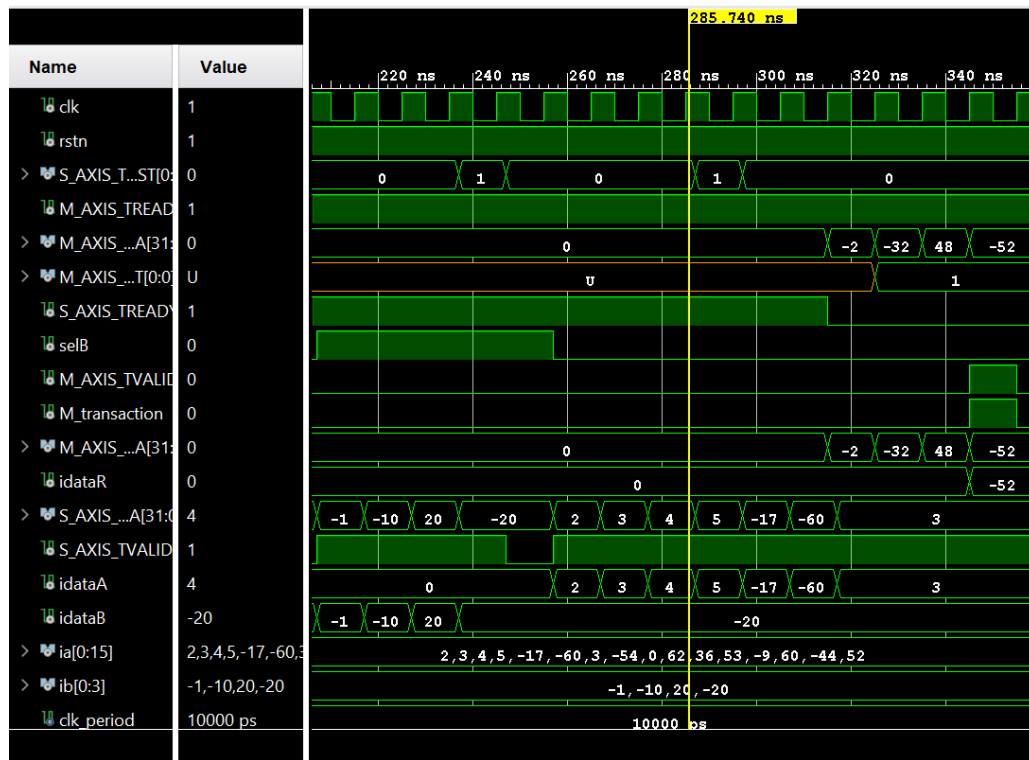 285.740 ns
Name Value
220 ns 240 ns 260 ns 280 ns 300 ns 320 ns 340 ns
clk 1
rstn 1
S_AXIS_T...ST[0: 0 0 1 0 1 0
M_AXIS_TREAD 1
M_AXIS_...A[31: 0 0 -2 -32 48 -52
M_AXIS_...T[0:0] U U 1
S_AXIS_TREADY 1
selB 0
M_AXIS_TVALID 0
M_transaction 0
M_AXIS_...A[31: 0 0 -2 -32 48 -52
idataR 0 0 -52
S_AXIS_...A[31:0 4 -1 -10 20 -20 2 3 4 5 -17 -60 3
S_AXIS_TVALID 1
idataA 4 0 2 3 4 5 -17 -60 3
idataB -20 -1 -10 20 -20
ia[0:15] 2,3,4,5,-17,-60,3 2,3,4,5,-17,-60,3,-54,0,62,36,53,-9,60,-44,52
ib[0:3] -1,-10,20,-20 -1,-10,20,-20
clk_period 10000 ps 10000 ps